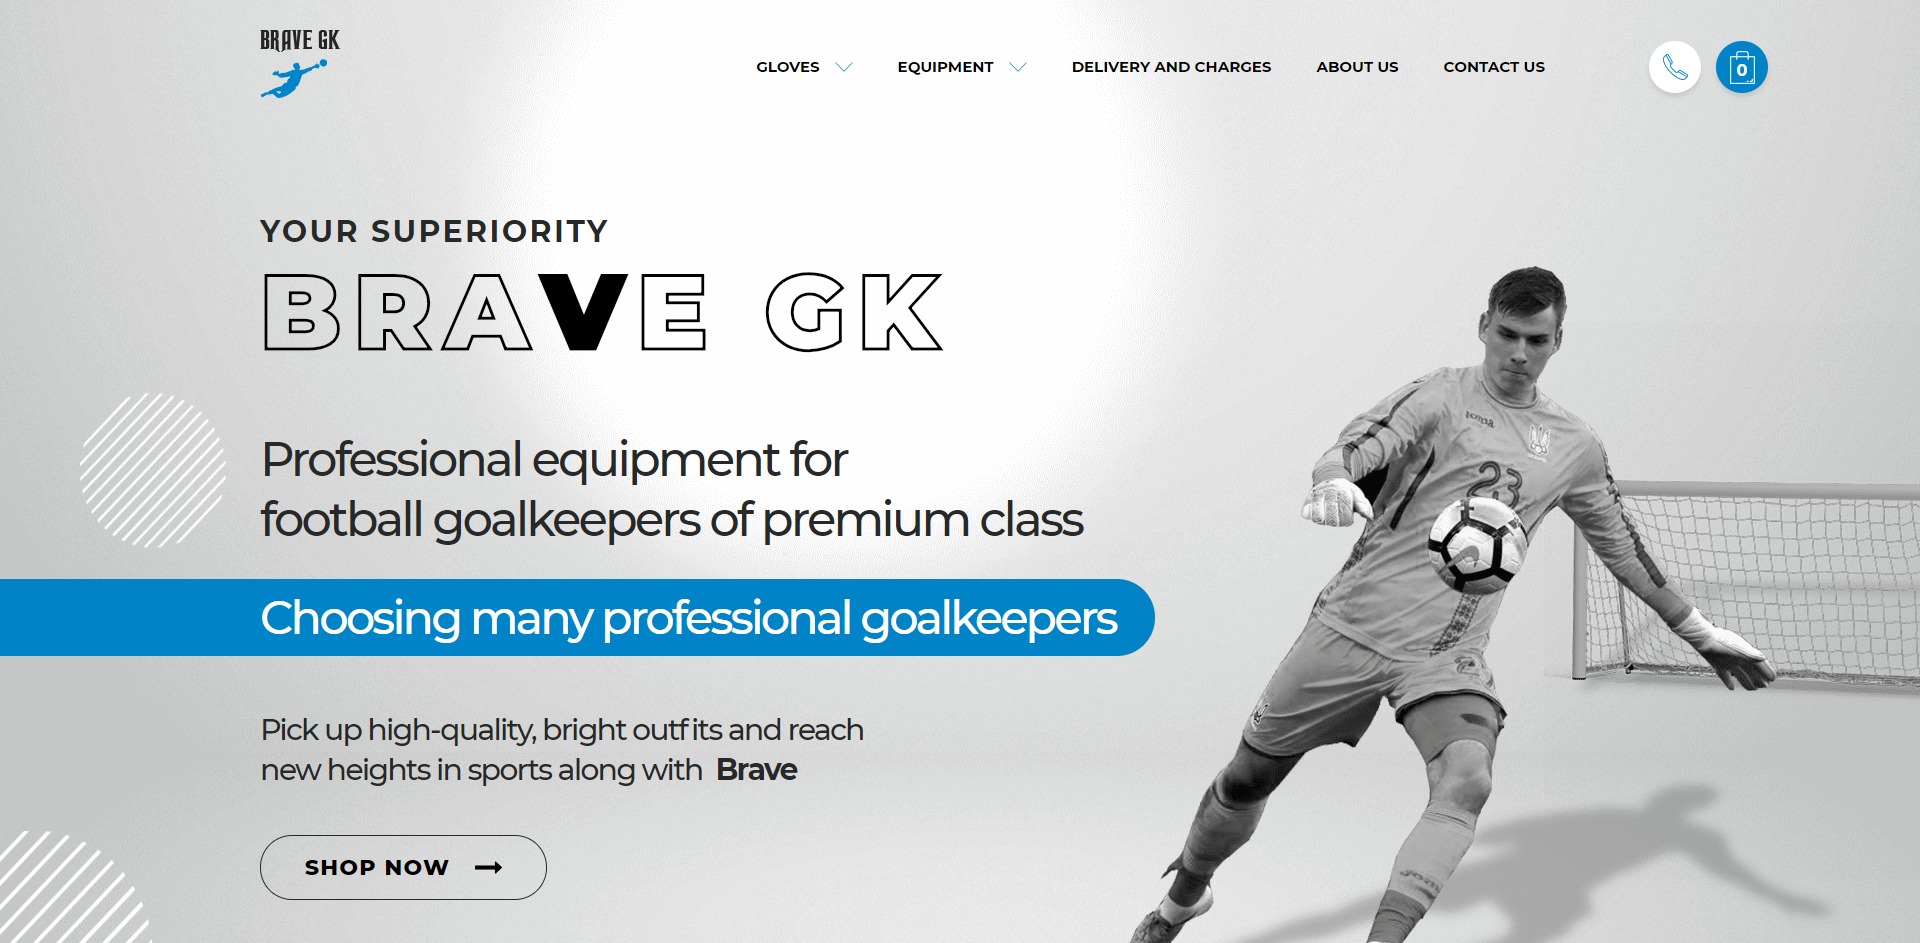 BRAVE GK
GLOVES
EQUIPMENT
DELIVERY AND CHARGES
ABOUT US
CONTACT US
0
YOUR SUPERIORITY
BRAVE GK
Professional equipment for
football goalkeepers of premium class
Choosing many professional goalkeepers
Pick up high-quality, bright outfits and reach
new heights in sports along with Brave
SHOP NOW
Joma
23